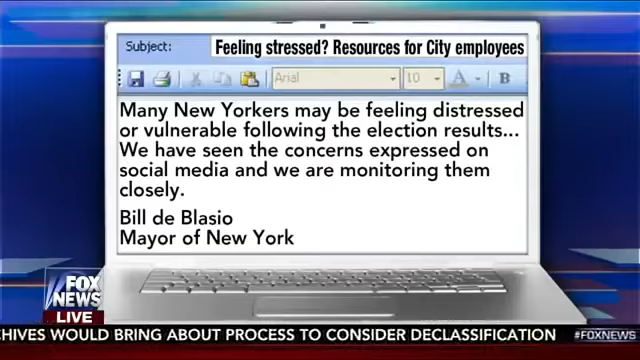 Subject:
Feeling stressed? Resources for City employees
Arial
10
A
B
Many New Yorkers may be feeling distressed
or vulnerable following the election results...
We have seen the concerns expressed on
social media and we are monitoring them
closely.
Bill de Blasio
Mayor of New York
FOX
NEWS
LIVE
CHIVES WOULD BRING ABOUT PROCESS TO CONSIDER DECLASSIFICATION
#FOXNEWS